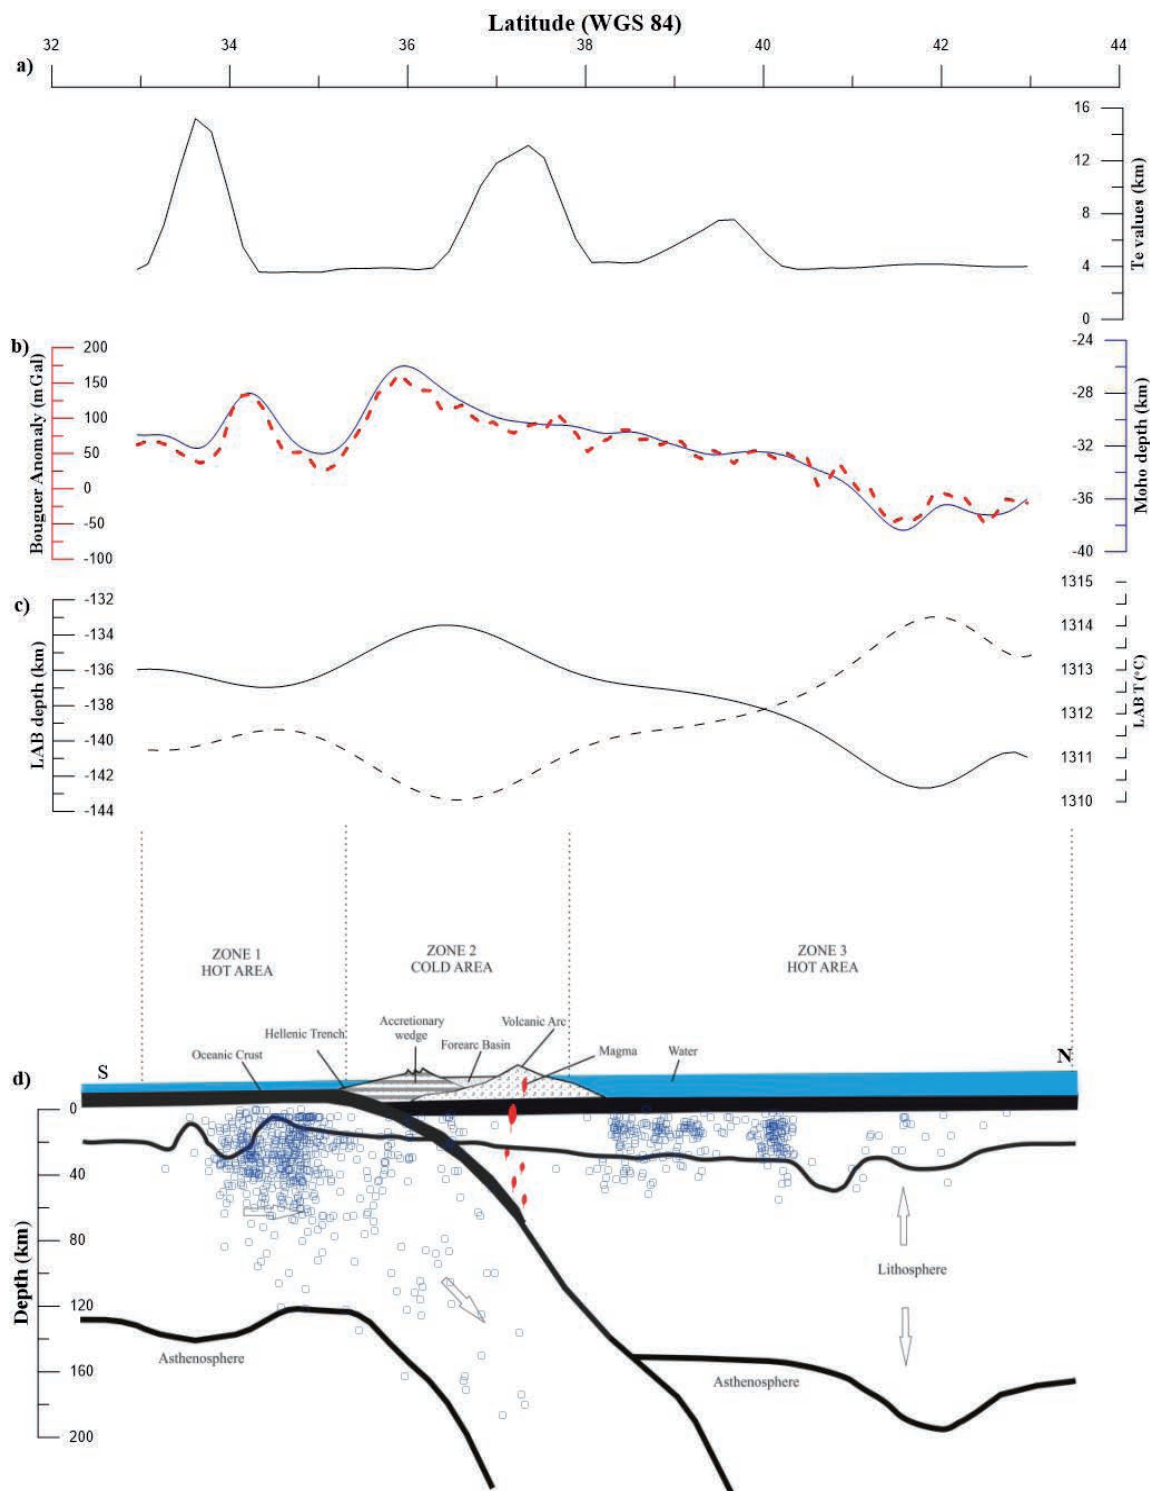 Latitude (WGS 84)
32 34 36 38 40 42 44
a)
16
12
8
4
0
Te values (km)
b)
200
150
100
50
0
-50
-100
Bouguer Anomaly (mGal)
-24
-28
-32
-36
-40
Moho depth (km)
c)
-132
-134
-136
-138
-140
-142
-144
LAB depth (km)
1315
1314
1313
1312
1311
1310
LAB T (°C)
ZONE 1
HOT AREA
ZONE 2
COLD AREA
ZONE 3
HOT AREA
Hellenic Trench
Accretionary
wedge
Volcanic Arc
Oceanic Crust
Forearc Basin
Magma
Water
d)
S
N
0
40
80
120
160
200
Depth (km)
Lithosphere
Asthenosphere
Asthenosphere